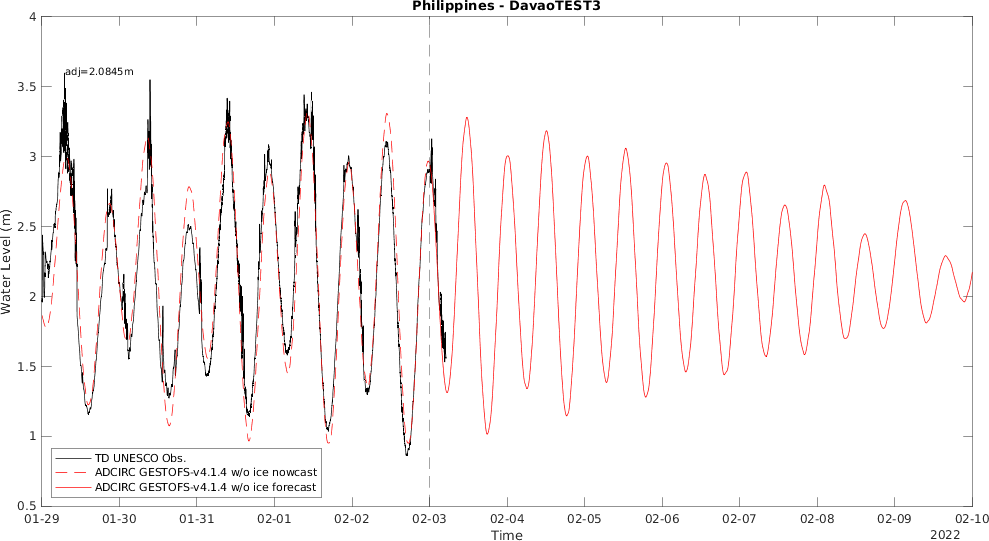 Philippines - DavaoTEST3
adj=2.0845m
4
3.5
3
2.5
2
1.5
1
0.5
Water Level (m)
TD UNESCO Obs.
ADCIRC GESTOFS-v4.1.4 w/o ice nowcast
ADCIRC GESTOFS-v4.1.4 w/o ice forecast
01-29 01-30 01-31 02-01 02-02 02-03 02-04 02-05 02-06 02-07 02-08 02-09 02-10
Time
2022